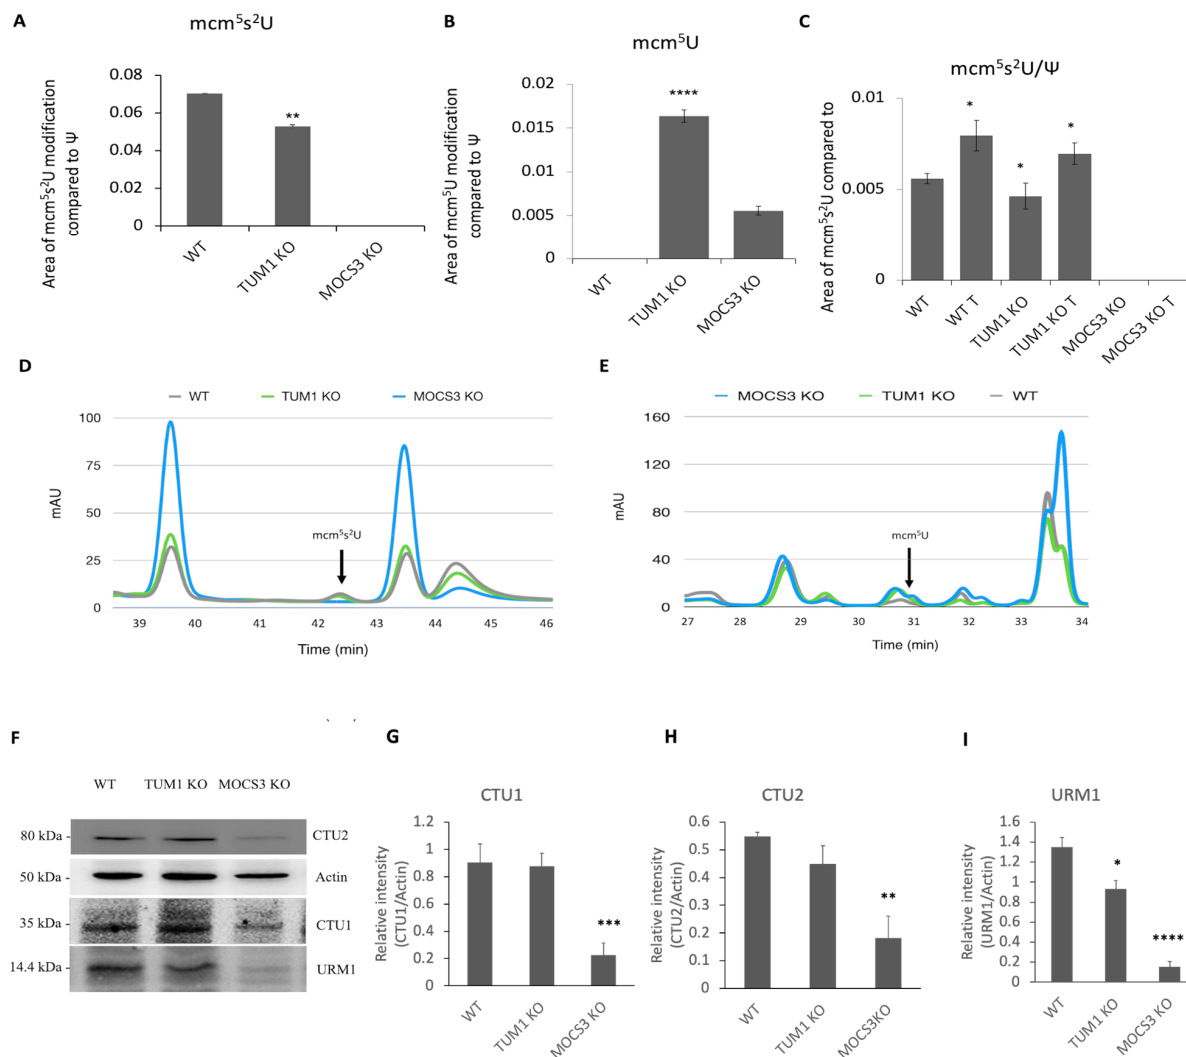 A
mcm⁵s²U
Area of mcm⁵s²U modification
compared to Ψ
0.08
0.06
0.04
0.02
0
**
WT
TUM1 KO
MOCS3 KO
B
mcm⁵U
Area of mcm⁵U modification
compared to Ψ
0.02
0.015
0.01
0.005
0
****
WT
TUM1 KO
MOCS3 KO
C
mcm⁵s²U/Ψ
Area of mcm⁵s²U compared to
0.01
0.005
0
*
*
*
WT
WT T
TUM1 KO
TUM1 KO T
MOCS3 KO
MOCS3 KO T
D
WT
TUM1 KO
MOCS3 KO
mAU
100
75
50
25
0
mcm⁵s²U
39
40
41
42
43
44
45
46
Time (min)
E
MOCS3 KO
TUM1 KO
WT
mAU
160
120
80
40
0
mcm⁵U
27
28
29
30
31
32
33
34
Time (min)
F
WT
TUM1 KO
MOCS3 KO
80 kDa
CTU2
50 kDa
Actin
35 kDa
CTU1
14.4 kDa
URM1
G
CTU1
Relative intensity
(CTU1/Actin)
1.2
1
0.8
0.6
0.4
0.2
0
***
WT
TUM1 KO
MOCS3 KO
H
CTU2
Relative intensity
(CTU2/Actin)
0.6
0.5
0.4
0.3
0.2
0.1
0
**
WT
TUM1 KO
MOCS3KO
I
URM1
Relative intensity
(URM1/Actin)
1.6
1.4
1.2
1
0.8
0.6
0.4
0.2
0
*
****
WT
TUM1 KO
MOCS3 KO